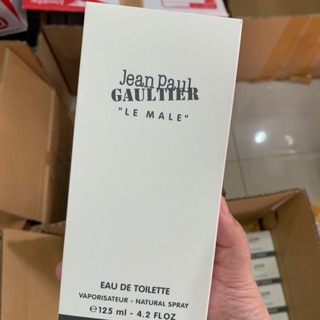 Jean Paul
GAULTIER
"LE MALE"
EAU DE TOILETTE
VAPORISATEUR - NATURAL SPRAY
℮125 ml - 4.2 FLOZ